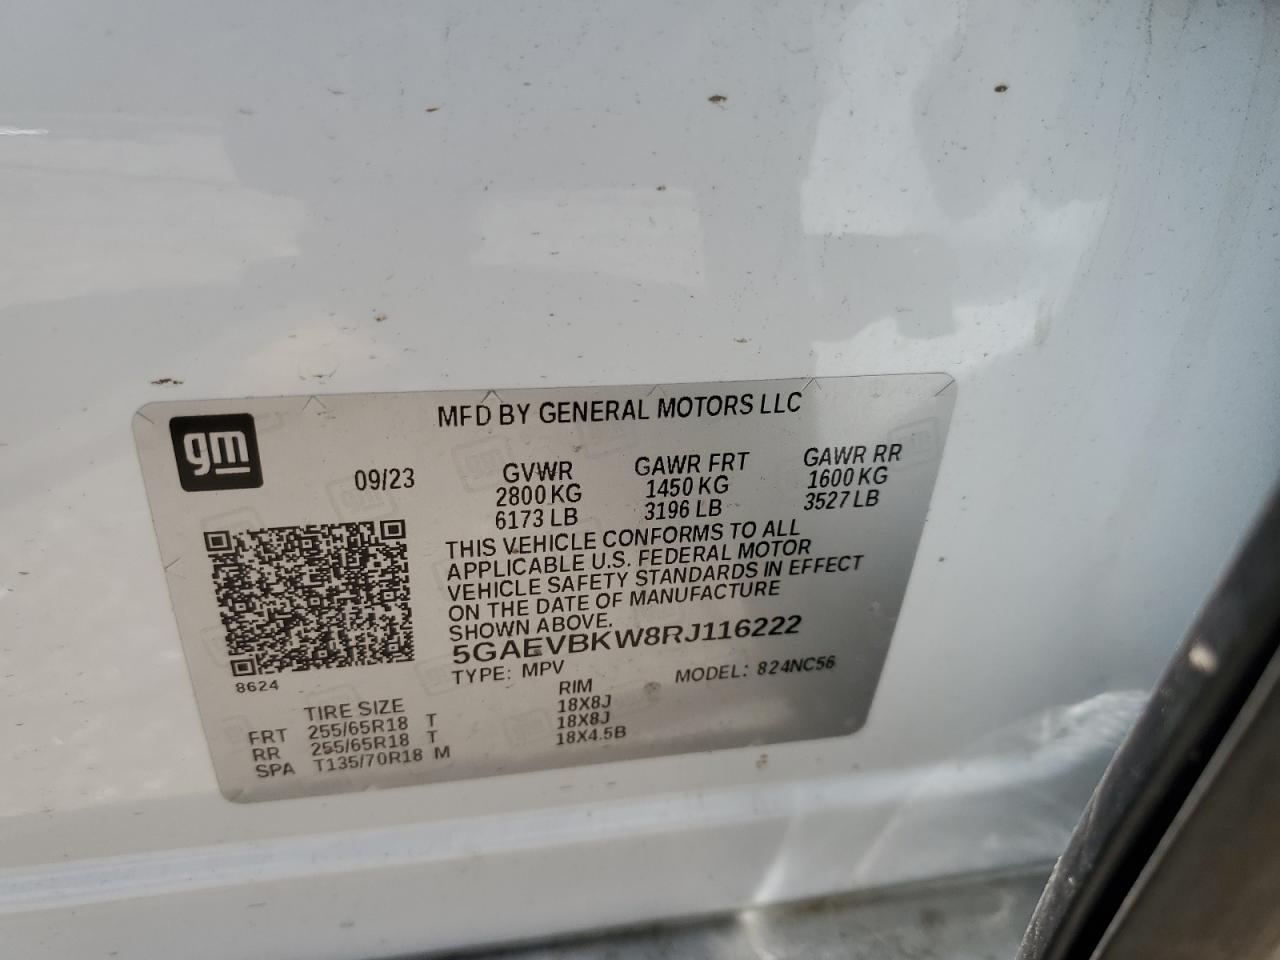 gm
MFD BY GENERAL MOTORS LLC
09/23
GVWR GAWR FRT GAWR RR
2800 KG 1450 KG 1600 KG
6173 LB 3196 LB 3527 LB
THIS VEHICLE CONFORMS TO ALL
APPLICABLE U.S. FEDERAL MOTOR
VEHICLE SAFETY STANDARDS IN EFFECT
ON THE DATE OF MANUFACTURE
SHOWN ABOVE.
5GAEVBKW8RJ116222
TYPE: MPV MODEL: 824NC56
8624
TIRE SIZE RIM
FRT 255/65R18 T 18X8J
RR 255/65R18 T 18X8J
SPA T135/70R18 M 18X4.5B